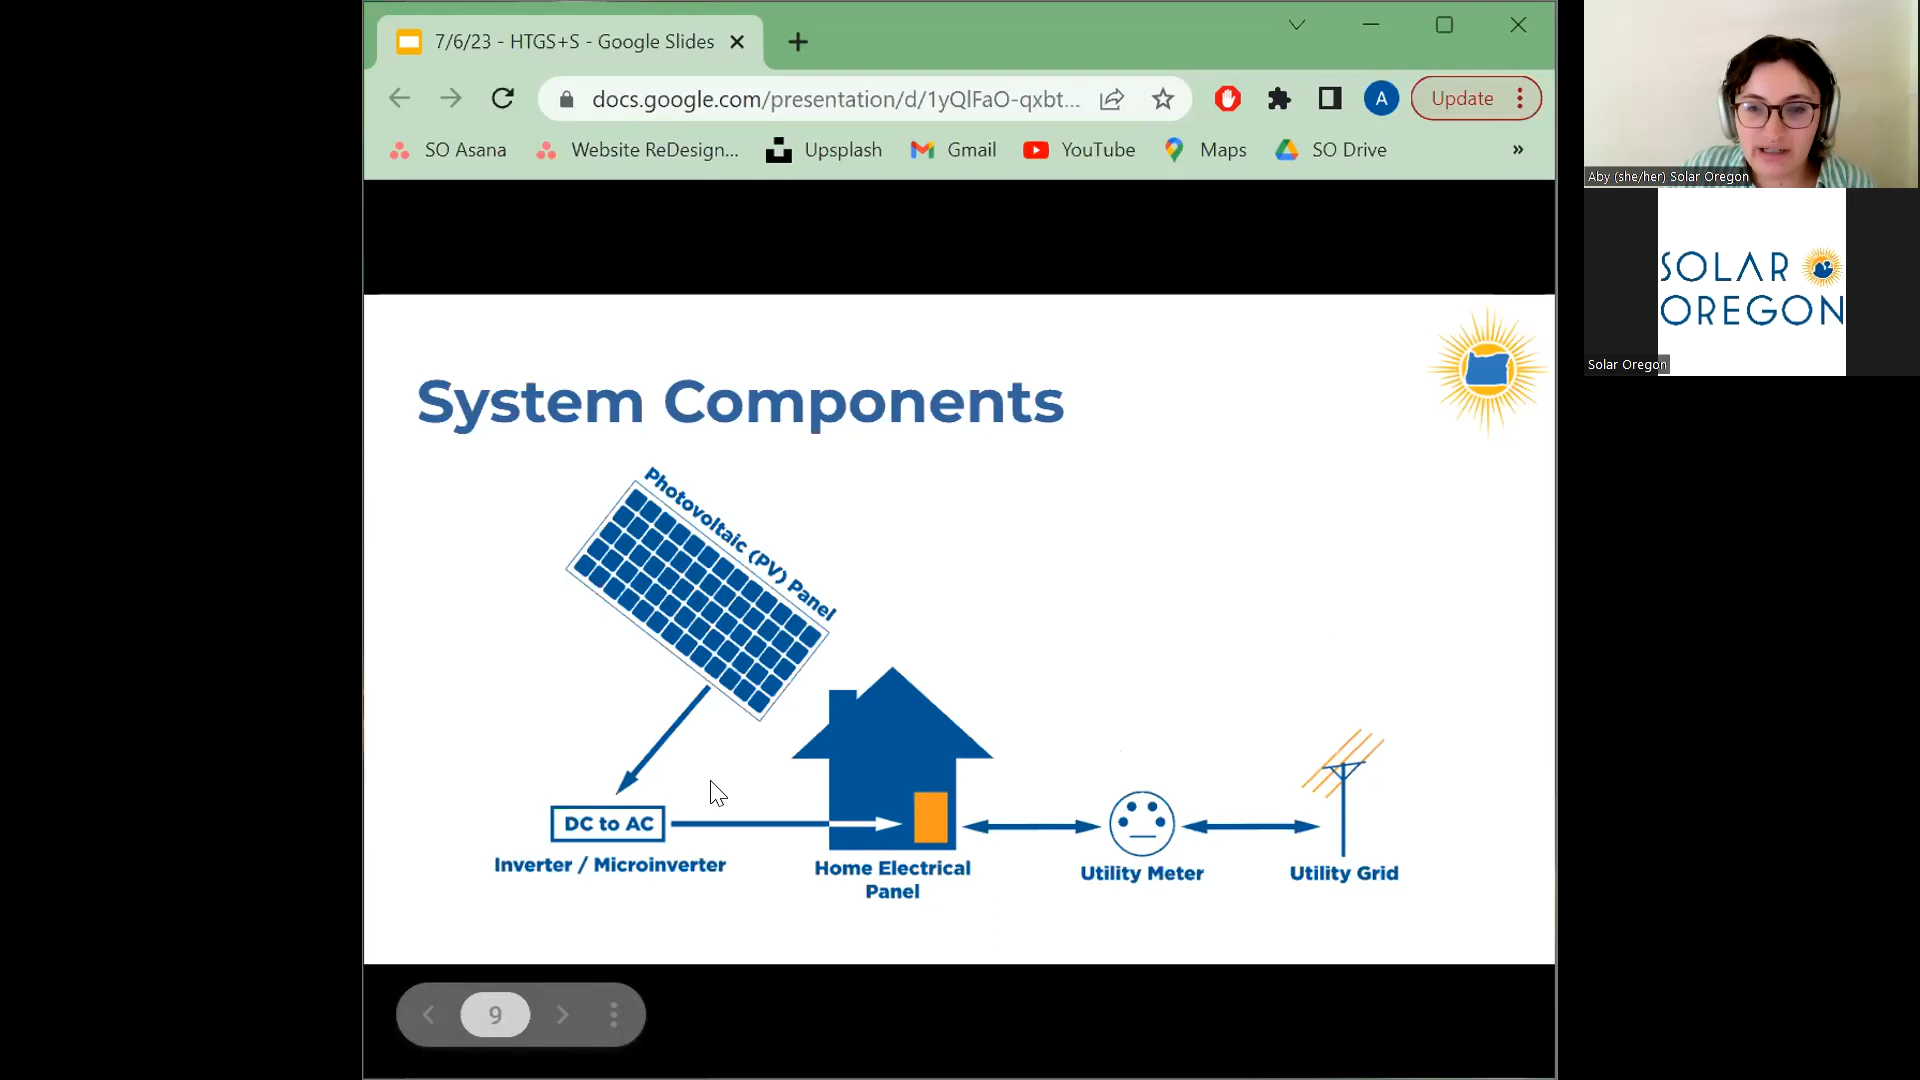 7/6/23 - HTGS+S - Google Slides
docs.google.com/presentation/d/1yQlFaO-qxbt...
A
Update
SO Asana
Website ReDesign...
Upsplash
Gmail
YouTube
Maps
SO Drive
»
Aby (she/her) Solar Oregon
SOLAR
OREGON
Solar Oregon
System Components
Photovoltaic (PV) Panel
DC to AC
Inverter / Microinverter
Home Electrical
Panel
Utility Meter
Utility Grid
9